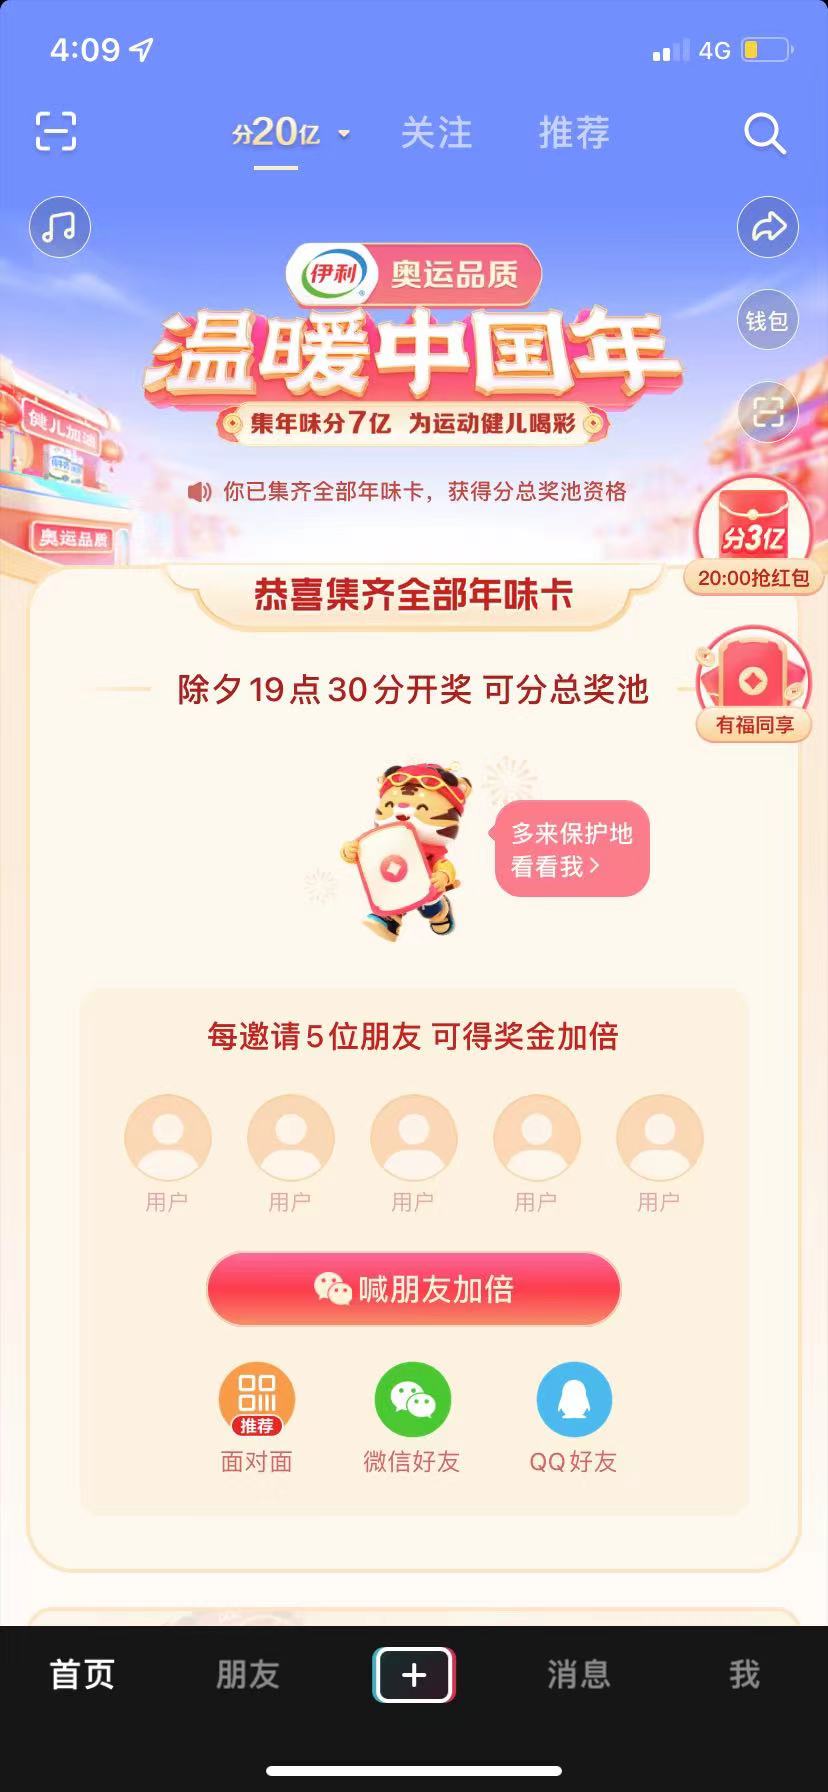 4:09
4G
分20亿
关注
推荐
伊利
奥运品质
钱包
温暖中国年
集年味分7亿 为运动健儿喝彩
健儿加油
奥运品质
你已集齐全部年味卡，获得分总奖池资格
分3亿
20:00抢红包
恭喜集齐全部年味卡
除夕19点30分开奖 可分总奖池
有福同享
多来保护地
看看我>
每邀请5位朋友 可得奖金加倍
用户
用户
用户
用户
用户
喊朋友加倍
推荐
面对面
微信好友
QQ好友
首页
朋友
消息
我